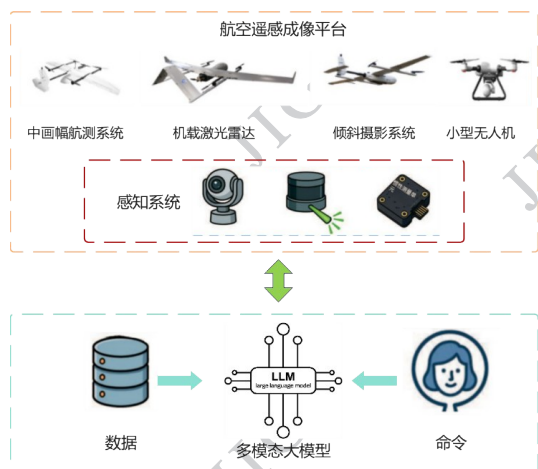 航空遥感成像平台
中画幅航测系统
机载激光雷达
倾斜摄影系统
小型无人机
感知系统
LLM
large language model
数据
多模态大模型
命令